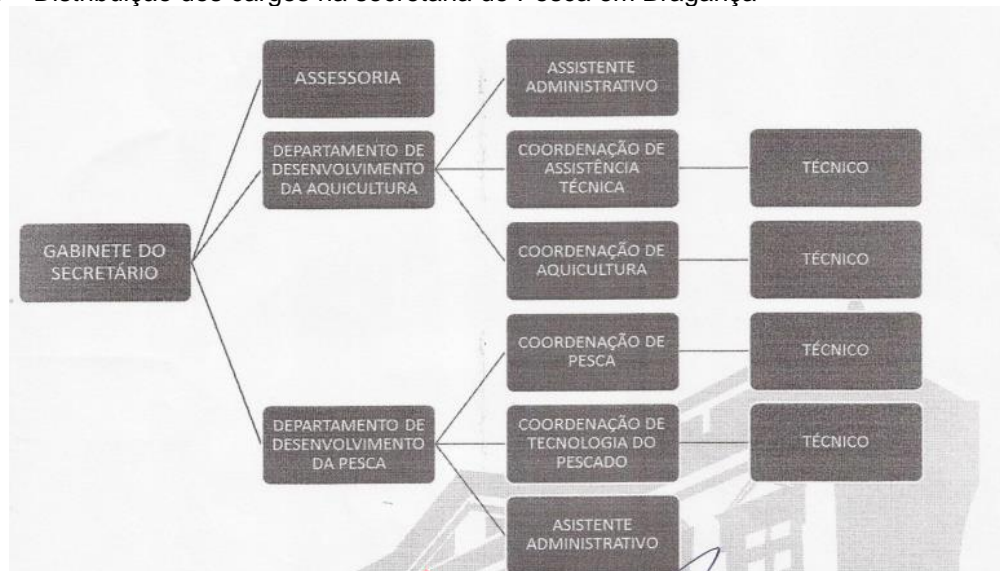 Distribuição dos cargos na secretaria de Pesca em Bragança
ASSESSORIA
ASSISTENTE
ADMINISTRATIVO
DEPARTAMENTO DE
DESENVOLVIMENTO
DA AQUICULTURA
COORDENAÇÃO DE
ASSISTÊNCIA
TÉCNICA
TÉCNICO
GABINETE DO
SECRETÁRIO
COORDENAÇÃO DE
AQUICULTURA
TÉCNICO
COORDENAÇÃO DE
PESCA
TÉCNICO
DEPARTAMENTO DE
DESENVOLVIMENTO
DA PESCA
COORDENAÇÃO DE
TECNOLOGIA DO
PESCADO
TÉCNICO
ASISTENTE
ADMINISTRATIVO